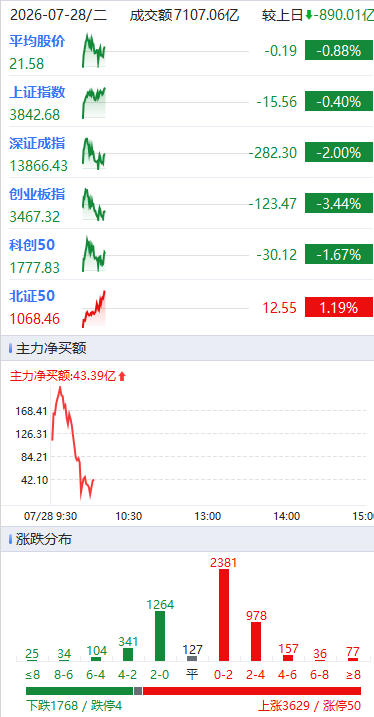 2026-07-28/二 成交额7107.06亿 较上日-890.01亿
平均股价
21.58 -0.19 -0.88%
上证指数
3842.68 -15.56 -0.40%
深证成指
13866.43 -282.30 -2.00%
创业板指
3467.32 -123.47 -3.44%
科创50
1777.83 -30.12 -1.67%
北证50
1068.46 12.55 1.19%
主力净买额
主力净买额:43.39亿
168.41
126.31
84.21
42.10
07/28 9:30 10:30 13:00 14:00 15:0
涨跌分布
25 34 104 341 1264 127 2381 978 157 36 77
≤8 8-6 6-4 4-2 2-0 平 0-2 2-4 4-6 6-8 ≥8
下跌1768 / 跌停4 上涨3629 / 涨停50